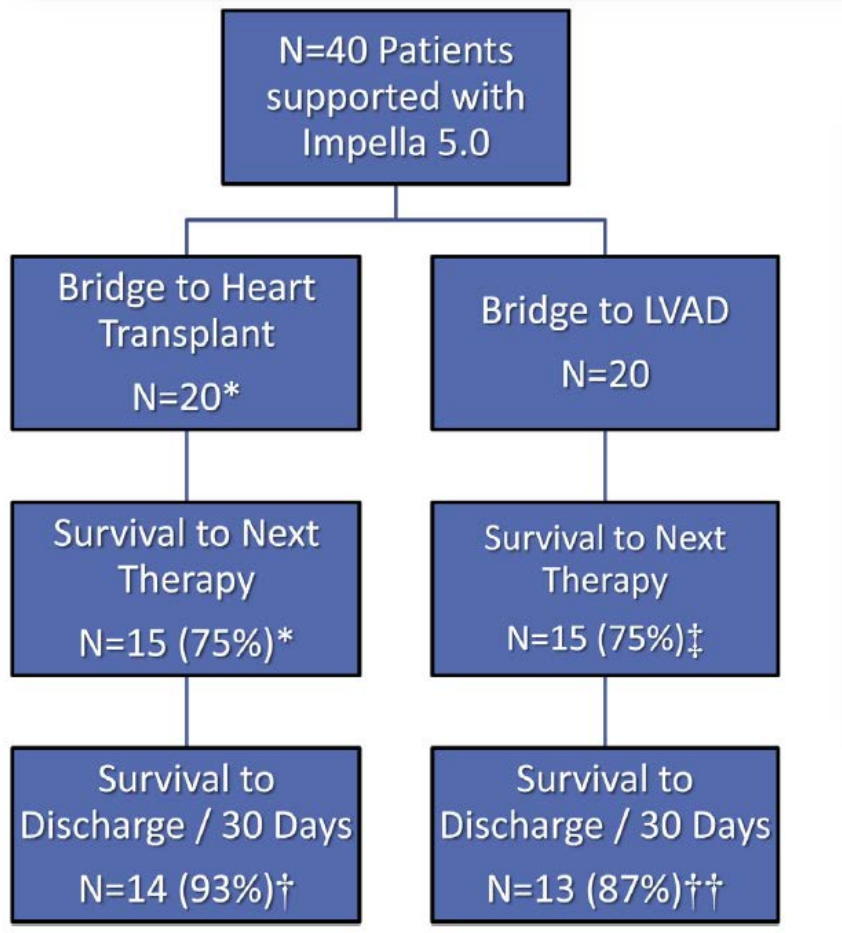 N=40 Patients
supported with
Impella 5.0
Bridge to Heart
Transplant
N=20*
Bridge to LVAD
N=20
Survival to Next
Therapy
N=15 (75%)*
Survival to Next
Therapy
N=15 (75%)‡
Survival to
Discharge / 30 Days
N=14 (93%)†
Survival to
Discharge / 30 Days
N=13 (87%)††